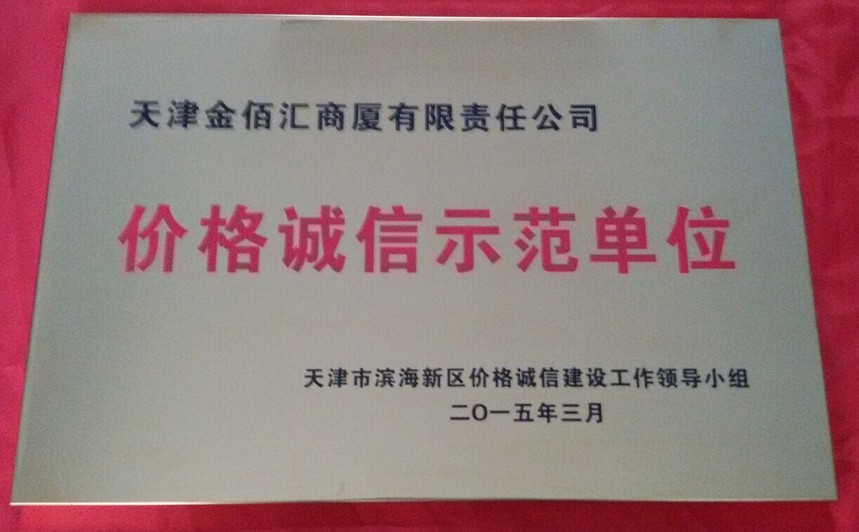 天津金佰汇商厦有限责任公司
价格诚信示范单位
天津市滨海新区价格诚信建设工作领导小组
二〇一五年三月